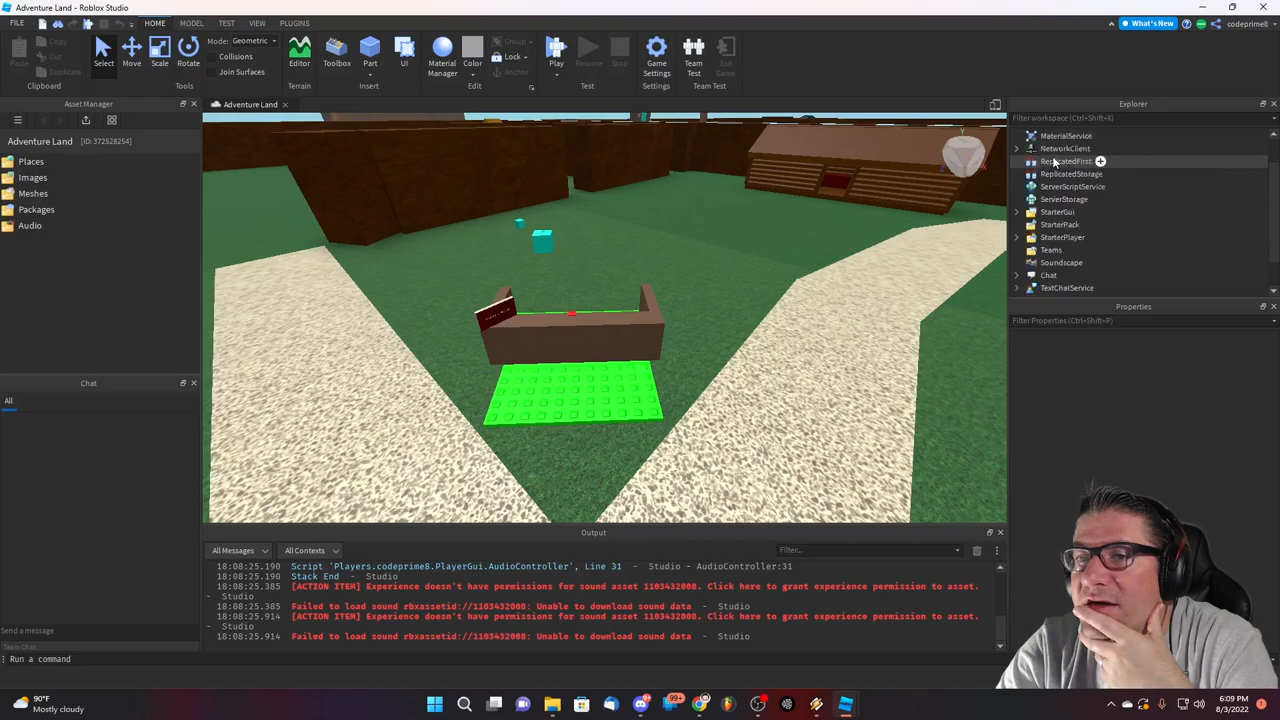 Adventure Land - Roblox Studio
FILE HOME MODEL TEST VIEW PLUGINS What's New codeprime8
Paste Copy Cut Duplicate Select Move Scale Rotate Mode: Geometric Collisions Join Surfaces Editor Toolbox Part UI Material Manager Color Group Lock Anchor Play Resume Stop Game Settings Team Test Exit Game
Clipboard Tools Terrain Insert Edit Test Settings Team Test
Asset Manager
Adventure Land [ID: 372528254]
Places
Images
Meshes
Packages
Audio
Chat
All
Send a message
Team Chat
Run a command
Adventure Land
Y
Output
All Messages All Contexts Filter...
18:08:25.190 Script 'Players.codeprime8.PlayerGui.AudioController', Line 31 - Studio - AudioController:31
18:08:25.190 Stack End - Studio
18:08:25.385 [ACTION ITEM] Experience doesn't have permissions for sound asset 1103432008. Click here to grant experience permission to asset.
- Studio
18:08:25.385 Failed to load sound rbxassetid://1103432008: Unable to download sound data - Studio
18:08:25.914 [ACTION ITEM] Experience doesn't have permissions for sound asset 1103432008. Click here to grant experience permission to asset.
- Studio
18:08:25.914 Failed to load sound rbxassetid://1103432008: Unable to download sound data - Studio
Explorer
Filter workspace (Ctrl+Shift+X)
MaterialService
NetworkClient
ReplicatedFirst
ReplicatedStorage
ServerScriptService
ServerStorage
StarterGui
StarterPack
StarterPlayer
Teams
Soundscape
Chat
TextChatService
Properties
Filter Properties (Ctrl+Shift+P)
90°F
Mostly cloudy
99+
6:09 PM
8/3/2022